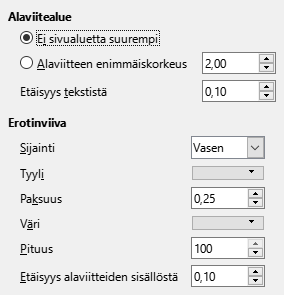 Alaviitealue
Ei sivualuetta suurempi
Alaviitteen enimmäiskorkeus 2,00
Etäisyys tekstistä 0,10
Erotinviiva
Sijainti Vasen
Tyyli
Paksuus 0,25
Väri
Pituus 100
Etäisyys alaviitteiden sisällöstä 0,10